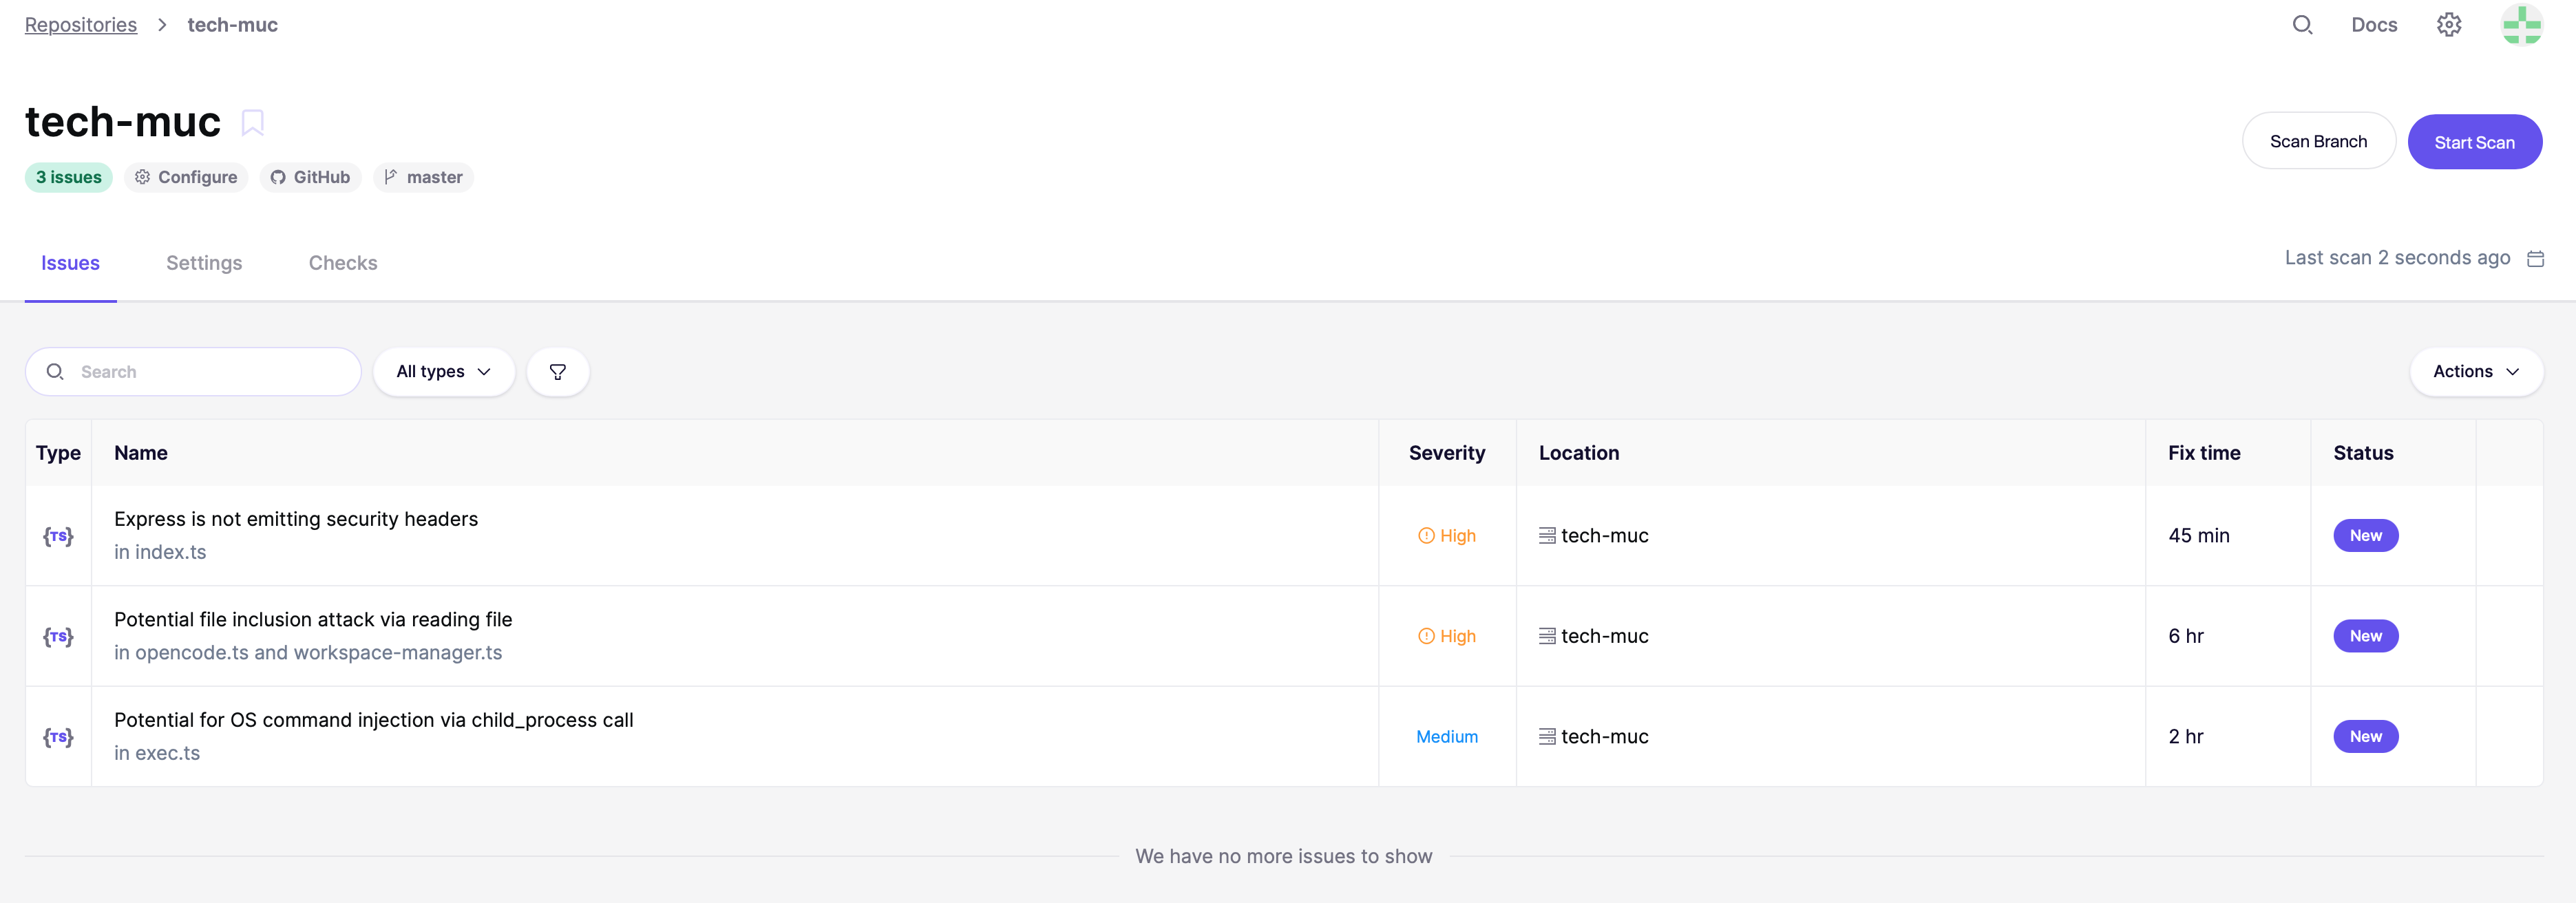 Repositories > tech-muc
Docs
tech-muc
3 issues Configure GitHub master
Scan Branch Start Scan
Issues Settings Checks
Last scan 2 seconds ago
Search All types Actions
Type Name Severity Location Fix time Status
{TS} Express is not emitting security headers
in index.ts
High tech-muc 45 min New
{TS} Potential file inclusion attack via reading file
in opencode.ts and workspace-manager.ts
High tech-muc 6 hr New
{TS} Potential for OS command injection via child_process call
in exec.ts
Medium tech-muc 2 hr New
We have no more issues to show